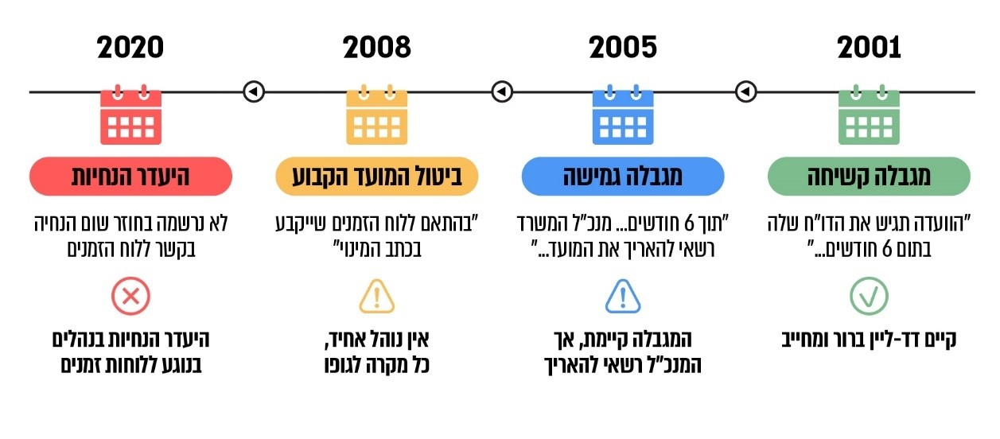 2001
מגבלה קשיחה
"הוועדה תגיש את הדו"ח שלה
בתום 6 חודשים..."
קיים דד-ליין ברור ומחייב
2005
מגבלה גמישה
"תוך 6 חודשים... מנכ"ל המשרד
רשאי להאריך את המועד..."
המגבלה קיימת, אך
המנכ"ל רשאי להאריך
2008
ביטול המועד הקבוע
"בהתאם ללוח הזמנים שייקבע
בכתב המינוי"
אין נוהל אחיד,
כל מקרה לגופו
2020
היעדר הנחיות
לא נרשמה בחוזר שום הנחיה
בקשר ללוח הזמנים
היעדר הנחיות בנהלים
בנוגע ללוחות זמנים